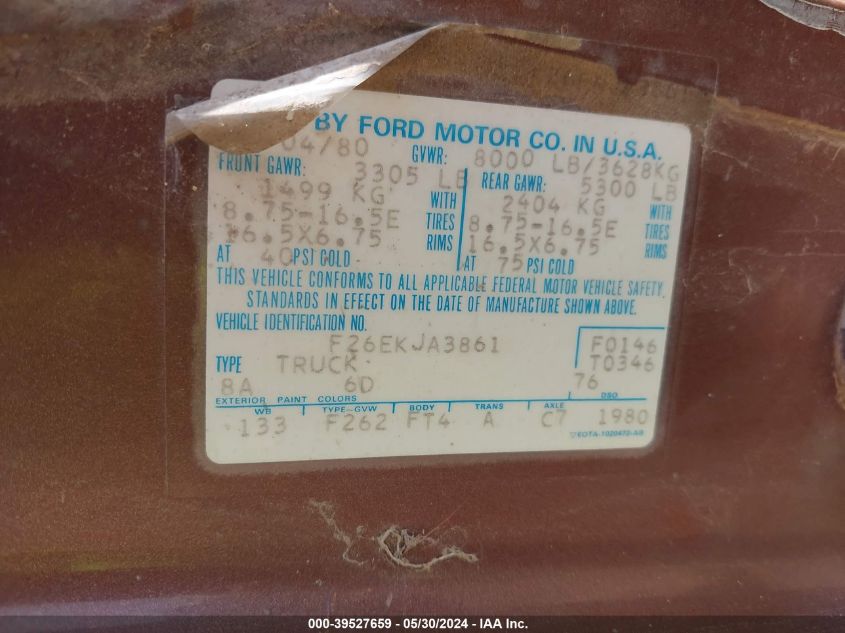 BY FORD MOTOR CO. IN U.S.A.
04/80 GVWR: 8000 LB/3628KG
FRONT GAWR: 3305 LB REAR GAWR: 5300 LB
1499 KG WITH 2404 KG WITH
8.75-16.5E TIRES 8.75-16.5E TIRES
16.5X6.75 RIMS 16.5X6.75 RIMS
AT 40 PSI COLD AT 75 PSI COLD
THIS VEHICLE CONFORMS TO ALL APPLICABLE FEDERAL MOTOR VEHICLE SAFETY
STANDARDS IN EFFECT ON THE DATE OF MANUFACTURE SHOWN ABOVE.
VEHICLE IDENTIFICATION NO.
F26EKJA3861 F0146
TYPE TRUCK T0346
8A 6D 76
EXTERIOR PAINT COLORS DSO
WB TYPE-GVW BODY TRANS AXLE
133 F262 FT4 A C7 1980
▽EOTA-1020472-AB
000-39527659 - 05/30/2024 - IAA Inc.